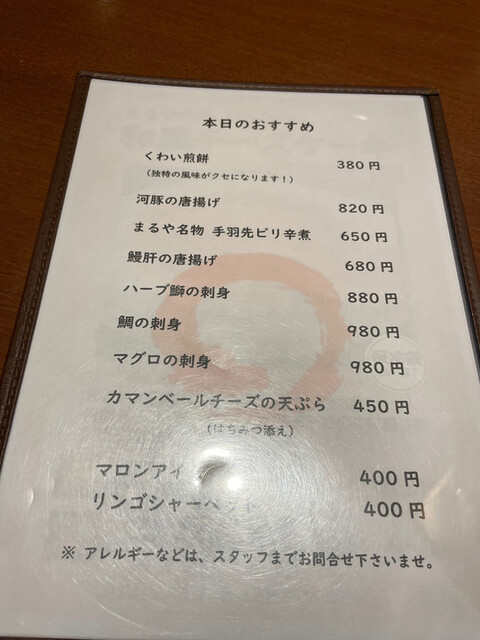 本日のおすすめ
くわい煎餅 380円
（独特の風味がクセになります！）
河豚の唐揚げ 820円
まるや名物 手羽先ピリ辛煮 650円
鰻肝の唐揚げ 680円
ハーブ鰤の刺身 880円
鯛の刺身 980円
マグロの刺身 980円
カマンベールチーズの天ぷら 450円
（はちみつ添え）
マロンアイ 400円
リンゴシャーベット 400円
※ アレルギーなどは、スタッフまでお問合せ下さいませ。